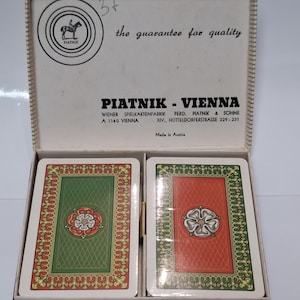 37
PIATNIK
the guarantee for quality
PIATNIK - VIENNA
WIENER SPIELKARTENFABRIK FERD. PIATNIK & SÖHNE
A 1140 VIENNA XIV., HÜTTELDORFERSTRASSE 229-231
Made in Austria